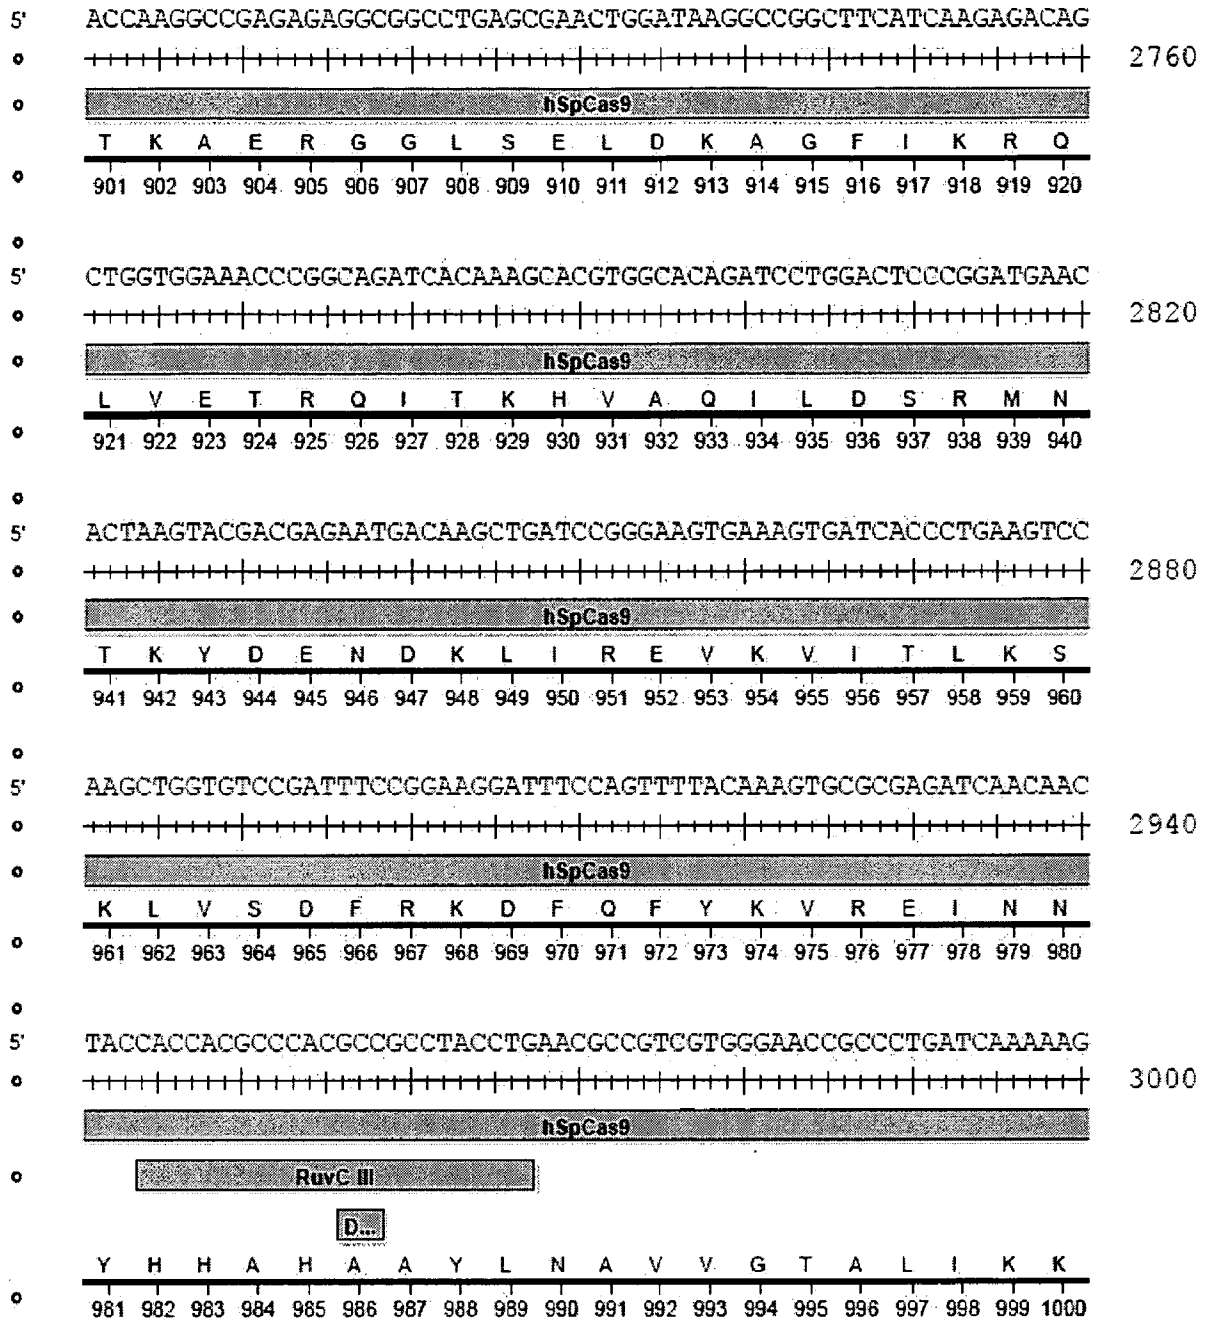 5' ACCAAGGCCGAGAGAGGCGGCCTGAGCGAACTGGATAAGGCCGGCTTCATCAAGAGACAG
2760
hSpCas9
T K A E R G G L S E L D K A G F I K R Q
901 902 903 904 905 906 907 908 909 910 911 912 913 914 915 916 917 918 919 920
5' CTGGTGGAAACCCGGCAGATCACAAAGCACGTGGCACAGATCCTGGACTCCCGGATGAAC
2820
hSpCas9
L V E T R Q I T K H V A Q I L D S R M N
921 922 923 924 925 926 927 928 929 930 931 932 933 934 935 936 937 938 939 940
5' ACTAAGTACGACGAGAATGACAAGCTGATCCGGGAAGTGAAAGTGATCACCCTGAAGTCC
2880
hSpCas9
T K Y D E N D K L I R E V K V I T L K S
941 942 943 944 945 946 947 948 949 950 951 952 953 954 955 956 957 958 959 960
5' AAGCTGGTGTCCGATTTCCGGAAGGATTTCCAGTTTTACAAAGTGCGCGAGATCAACAAC
2940
hSpCas9
K L V S D F R K D F Q F Y K V R E I N N
961 962 963 964 965 966 967 968 969 970 971 972 973 974 975 976 977 978 979 980
5' TACCACCACGCCCACGCCGCCTACCTGAACGCCGTCGTGGGAACCGCCCTGATCAAAAAG
3000
hSpCas9
RuvC III
D...
Y H H A H A A Y L N A V V G T A L I K K
981 982 983 984 985 986 987 988 989 990 991 992 993 994 995 996 997 998 999 1000